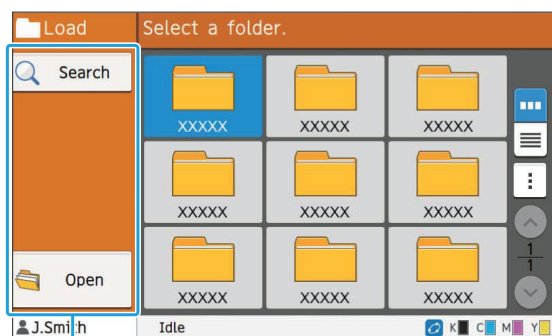 Load
Select a folder.
Search
XXXXX XXXXX XXXXX
XXXXX XXXXX XXXXX
1
1
Open
XXXXX XXXXX XXXXX
J.Smith Idle K C M Y